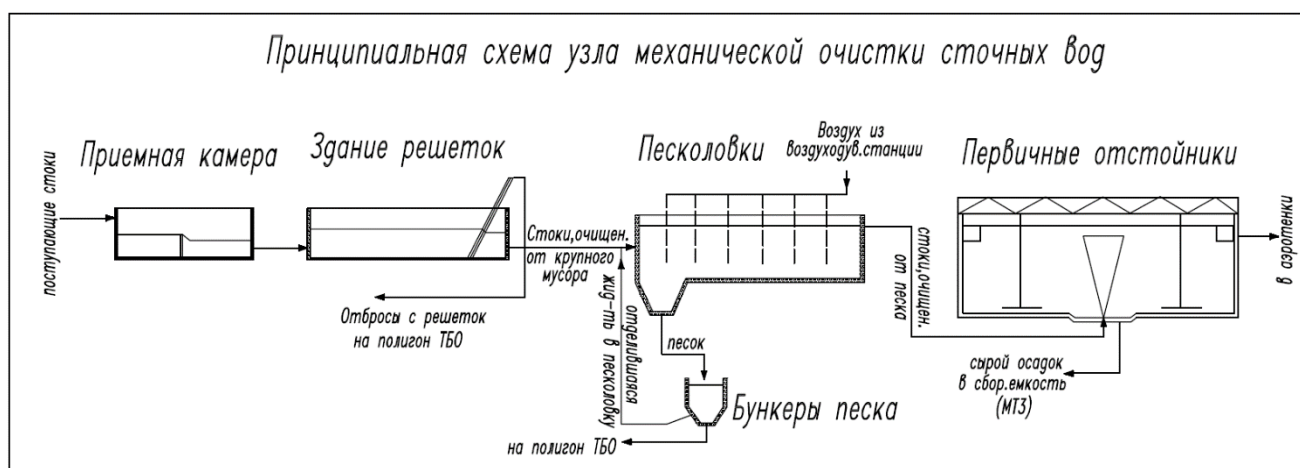 Принципиальная схема узла механической очистки сточных вод
поступающие стоки
Приемная камера
Здание решеток
Отбросы с решеток
на полигон ТБО
Стоки,очищен.
от крупного
мусора
Песколовки
Воздух из
воздуходув.станции
песок
отделившаяся
жид-ть в песколовку
Бункеры песка
на полигон ТБО
стоки,очищен.
от песка
Первичные отстойники
сырой осадок
в сбор.емкость
(МТЗ)
в аэротенки